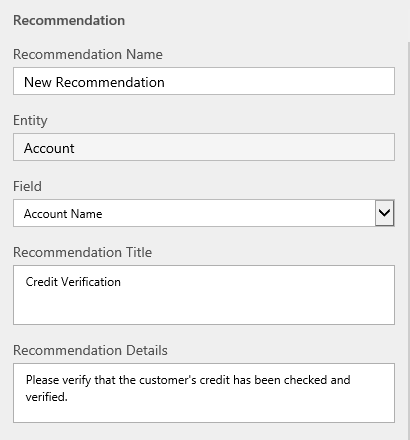 Recommendation
Recommendation Name
New Recommendation
Entity
Account
Field
Account Name
Recommendation Title
Credit Verification
Recommendation Details
Please verify that the customer's credit has been checked and
verified.